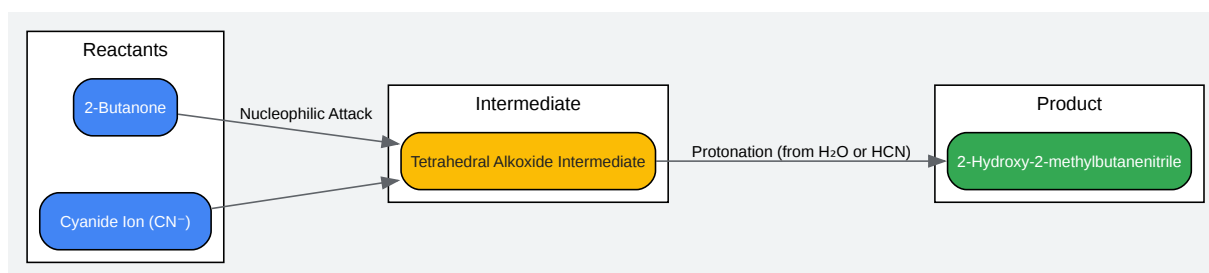 Reactants
2-Butanone
Cyanide Ion (CN⁻)
Nucleophilic Attack
Intermediate
Tetrahedral Alkoxide Intermediate
Protonation (from H₂O or HCN)
Product
2-Hydroxy-2-methylbutanenitrile